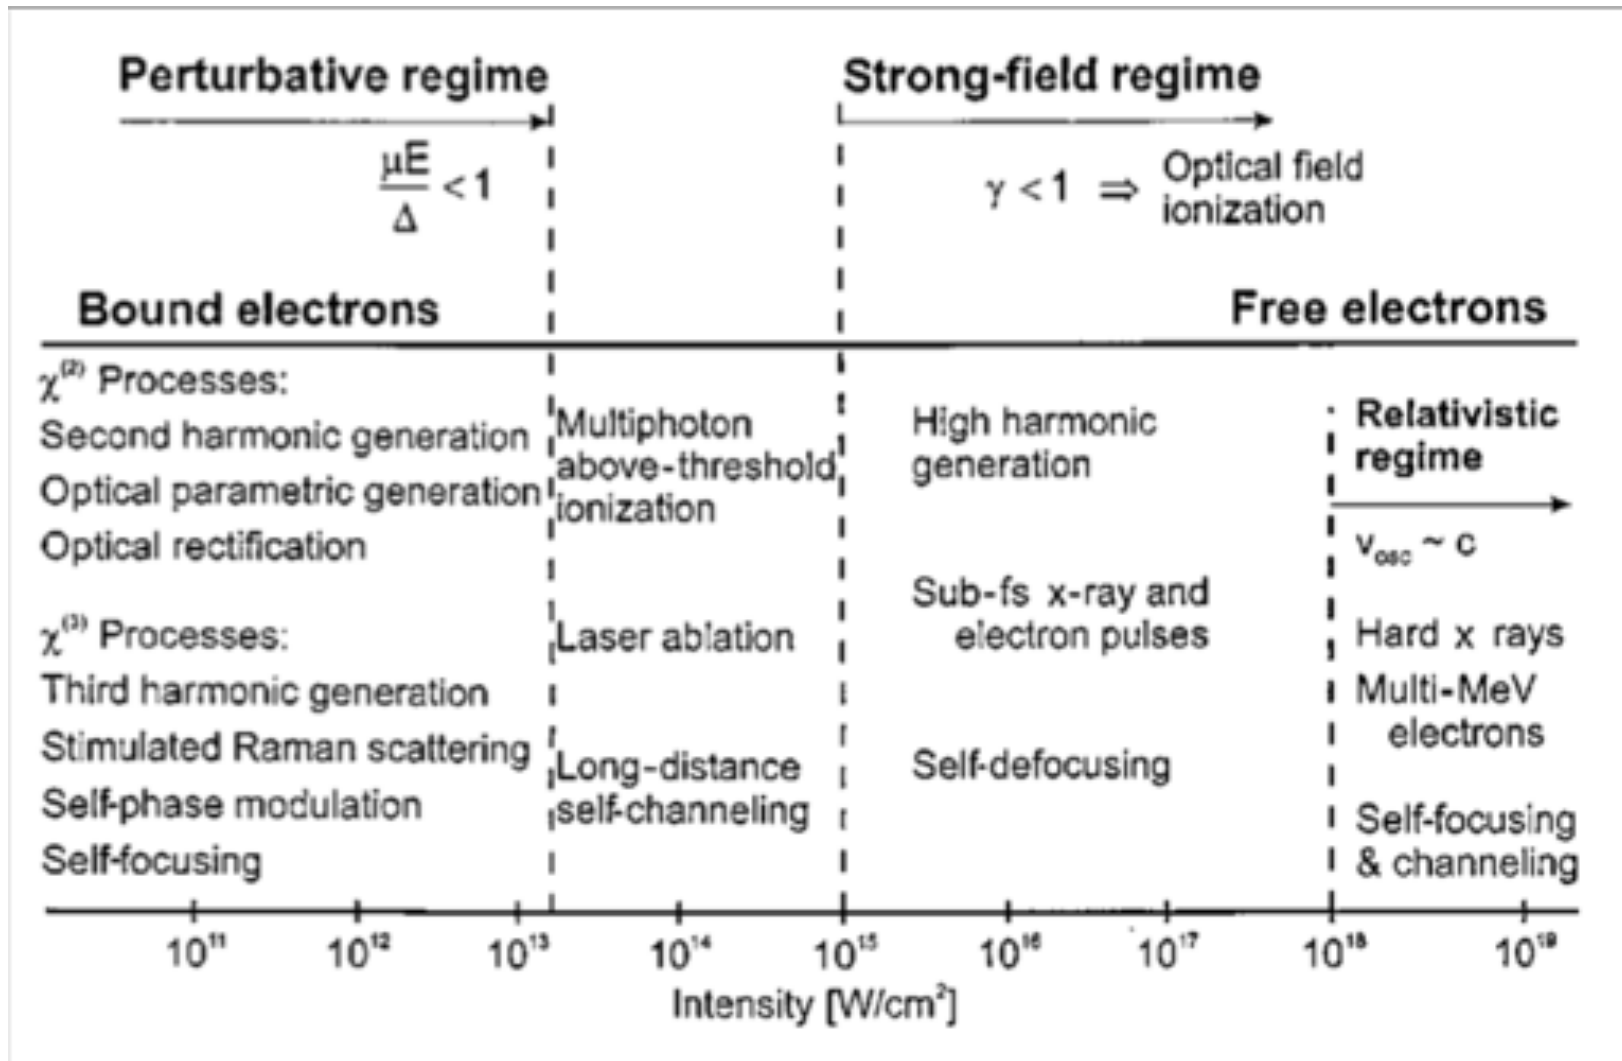 Perturbative regime
μE/Δ < 1
Strong-field regime
γ < 1 ⇒ Optical field
ionization
Bound electrons
Free electrons
χ⁽²⁾ Processes:
Second harmonic generation
Optical parametric generation
Optical rectification
χ⁽³⁾ Processes:
Third harmonic generation
Stimulated Raman scattering
Self-phase modulation
Self-focusing
Multiphoton
above-threshold
ionization
Laser ablation
Long-distance
self-channeling
High harmonic
generation
Sub-fs x-ray and
electron pulses
Self-defocusing
Relativistic
regime
v_osc ~ c
Hard x rays
Multi-MeV
electrons
Self-focusing
& channeling
10¹¹ 10¹² 10¹³ 10¹⁴ 10¹⁵ 10¹⁶ 10¹⁷ 10¹⁸ 10¹⁹
Intensity [W/cm²]